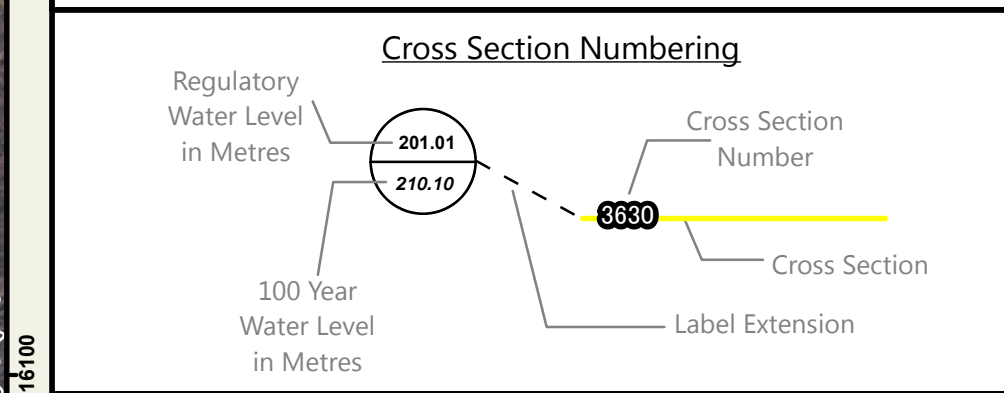 Cross Section Numbering
Regulatory
Water Level
in Metres
201.01
210.10
Cross Section
Number
3630
Cross Section
Label Extension
100 Year
Water Level
in Metres
16100